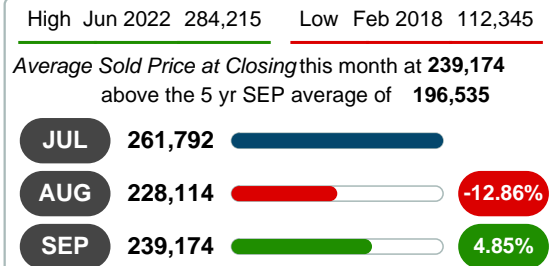 High Jun 2022 284,215 Low Feb 2018 112,345
Average Sold Price at Closing this month at 239,174
above the 5 yr SEP average of 196,535
JUL 261,792
AUG 228,114 -12.86%
SEP 239,174 4.85%